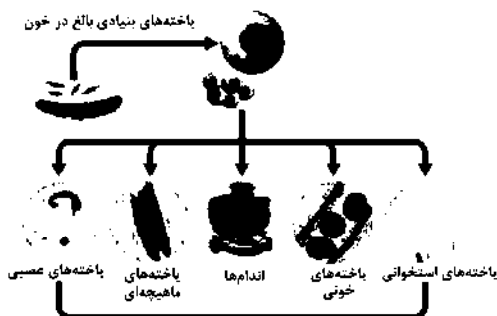 یاخته‌های بنیادی بالغ در خون
یاخته‌های عصبی
یاخته‌های
ماهیچه‌ای
اندام‌ها
یاخته‌های
خونی
یاخته‌های استخوانی